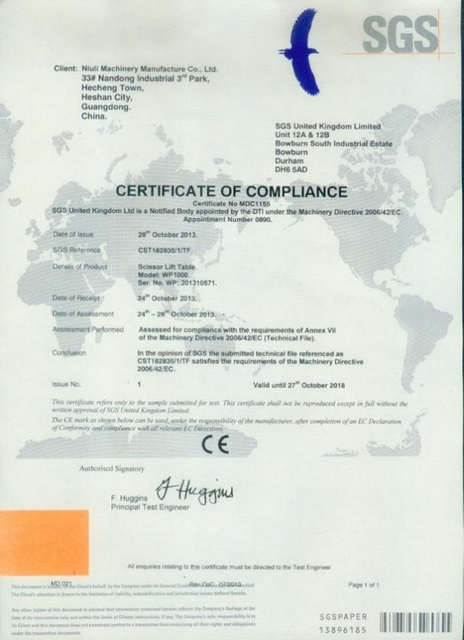 SGS
Client: Niuli Machinery Manufacture Co., Ltd.
33# Nandong Industrial 3rd Park,
Hecheng Town,
Heshan City,
Guangdong.
China.
SGS United Kingdom Limited
Unit 12A & 12B
Bowburn South Industrial Estate
Bowburn
Durham
DH6 5AD
CERTIFICATE OF COMPLIANCE
Certificate No MDC1155
SGS United Kingdom Ltd is a Notified Body appointed by the DTI under the Machinery Directive 2006/42/EC.
Appointment Number 0890.
Date of Issue 28th October 2013.
SGS Reference CST182835/1/TF.
Details of Product Scissor Lift Table.
Model: WP1000
Ser. No. WP: 201310571.
Date of Receipt 24th October 2013.
Date of Assessment 24th – 28th October 2013.
Assessment Performed Assessed for compliance with the requirements of Annex VII
of the Machinery Directive 2006/42/EC (Technical File).
Conclusion In the opinion of SGS the submitted technical file referenced as
CST182835/1/TF satisfies the requirements of the Machinery Directive
2006/42/EC.
Issue No. 1 Valid until 27th October 2018
This certificate refers only to the sample submitted for test. This certificate shall not be reproduced except in full without the
written approval of SGS United Kingdom Limited.
The CE mark as shown below can be used, under the responsibility of the manufacturer, after completion of an EC Declaration
of Conformity and compliance with all relevant EC Directives.
CE
Authorised Signatory
F Huggins
F. Huggins
Principal Test Engineer
All enquiries relating to this certificate must be directed to the Test Engineer
Page 1 of 1
SGSPAPER
13896185